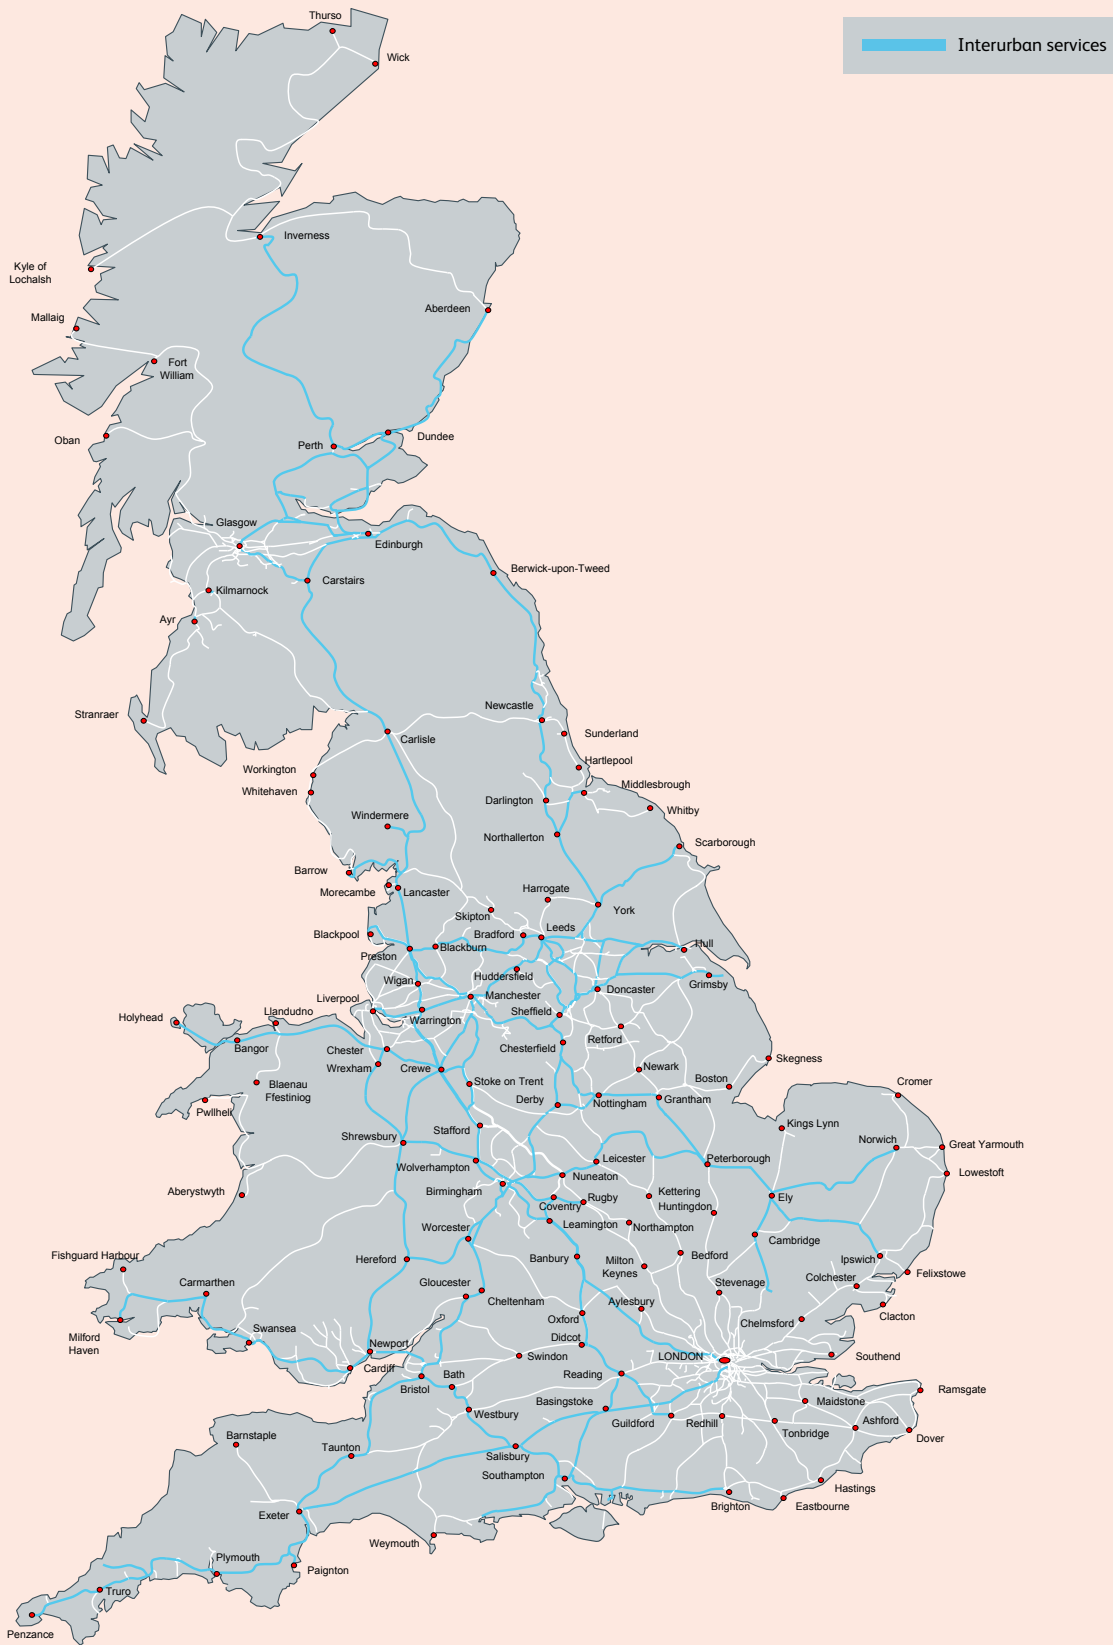 Thurso
Wick
Interurban services
Inverness
Kyle of
Lochalsh
Aberdeen
Mallaig
Fort
William
Oban
Dundee
Perth
Glasgow
Edinburgh
Berwick-upon-Tweed
Carstairs
Kilmarnock
Ayr
Stranraer
Newcastle
Sunderland
Carlisle
Hartlepool
Workington
Middlesbrough
Whitehaven
Darlington
Whitby
Windermere
Northallerton
Scarborough
Barrow
Morecambe
Lancaster
Harrogate
York
Skipton
Blackpool
Bradford
Leeds
Hull
Preston
Blackburn
Huddersfield
Wigan
Grimsby
Doncaster
Manchester
Liverpool
Llandudno
Holyhead
Warrington
Sheffield
Retford
Bangor
Chester
Chesterfield
Skegness
Wrexham
Crewe
Newark
Boston
Stoke on Trent
Blaenau
Ffestiniog
Cromer
Derby
Nottingham
Grantham
Pwllheli
Kings Lynn
Stafford
Shrewsbury
Norwich
Great Yarmouth
Leicester
Peterborough
Wolverhampton
Lowestoft
Nuneaton
Birmingham
Aberystwyth
Kettering
Ely
Rugby
Coventry
Huntingdon
Leamington
Northampton
Worcester
Cambridge
Fishguard Harbour
Hereford
Banbury
Milton
Keynes
Bedford
Ipswich
Felixstowe
Carmarthen
Gloucester
Stevenage
Colchester
Cheltenham
Aylesbury
Clacton
Oxford
Chelmsford
Milford
Haven
Swansea
Didcot
Newport
Swindon
LONDON
Southend
Cardiff
Bath
Reading
Bristol
Ramsgate
Basingstoke
Maidstone
Westbury
Guildford
Redhill
Ashford
Tonbridge
Dover
Barnstaple
Taunton
Salisbury
Southampton
Hastings
Brighton
Eastbourne
Exeter
Weymouth
Plymouth
Paignton
Truro
Penzance